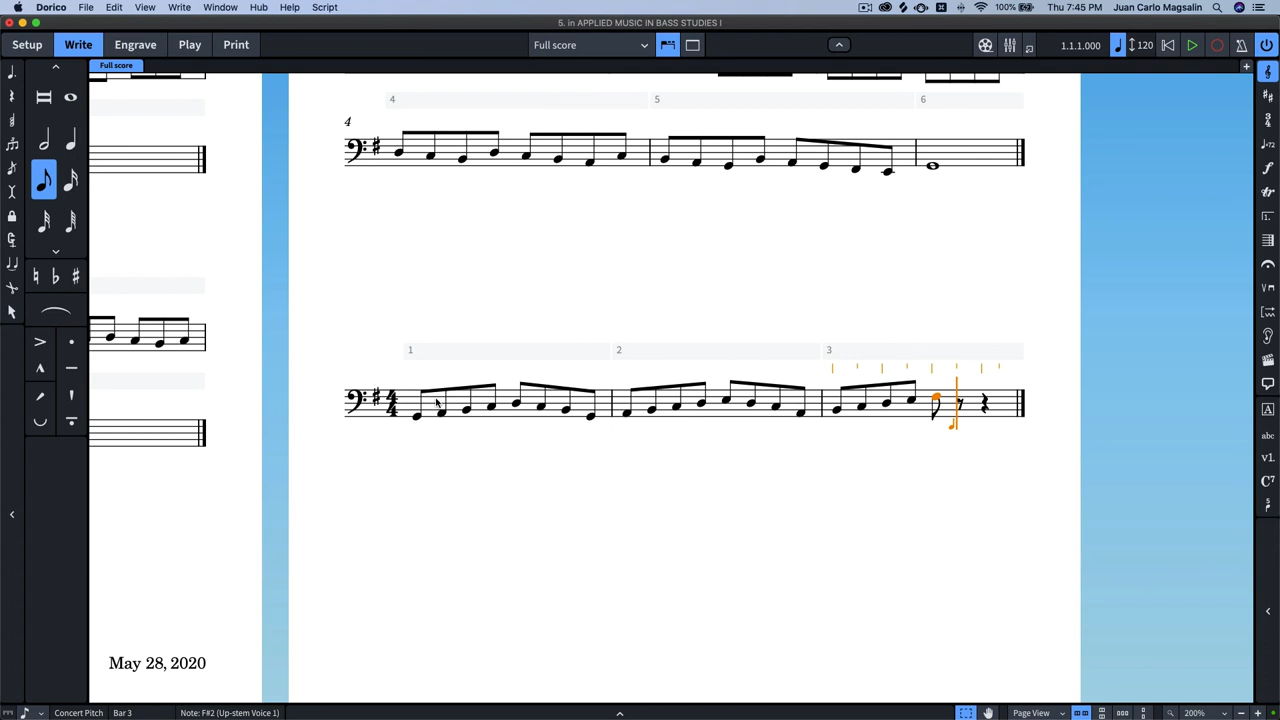 Dorico File Edit View Write Window Hub Help Script 100% Thu 7:45 PM Juan Carlo Magsalin
5. in APPLIED MUSIC IN BASS STUDIES I
Setup Write Engrave Play Print Full score 1.1.1.000 120
Full score
4 5 6
4
1 2 3
abc
v1.
C7
May 28, 2020
Concert Pitch Bar 3 Note: F#2 (Up-stem Voice 1) Page View 200%